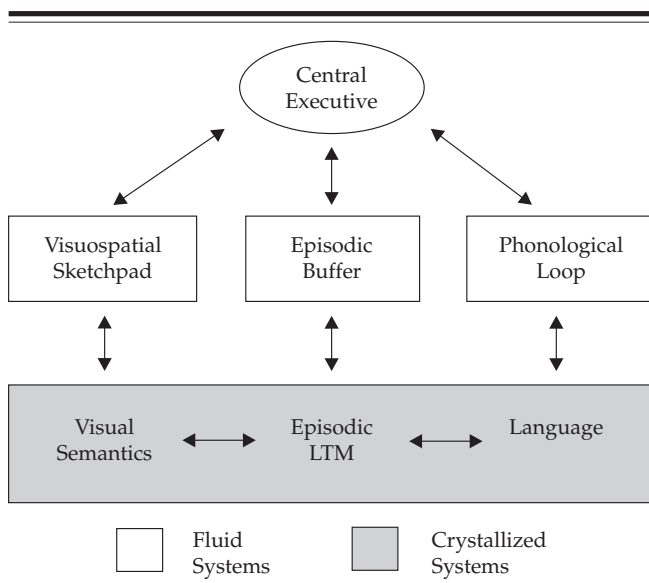 Central
Executive
Visuospatial
Sketchpad
Episodic
Buffer
Phonological
Loop
Visual
Semantics
Episodic
LTM
Language
Fluid
Systems
Crystallized
Systems